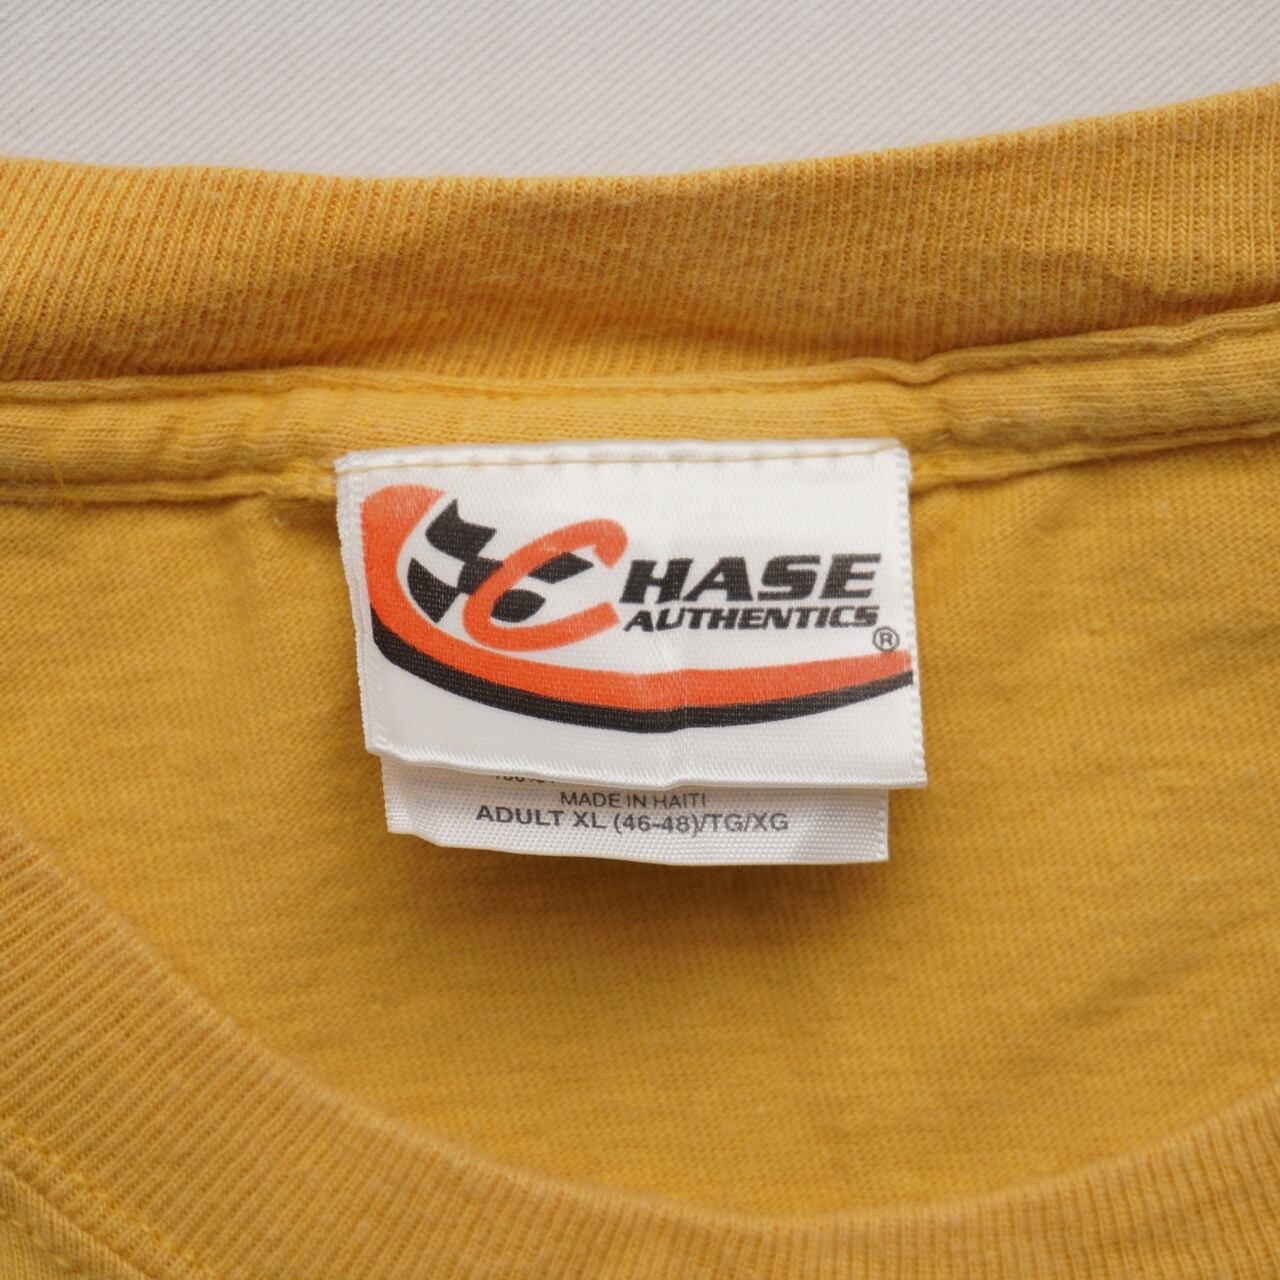 CHASE
AUTHENTICS
®
MADE IN HAITI
ADULT XL (46-48)/TG/XG